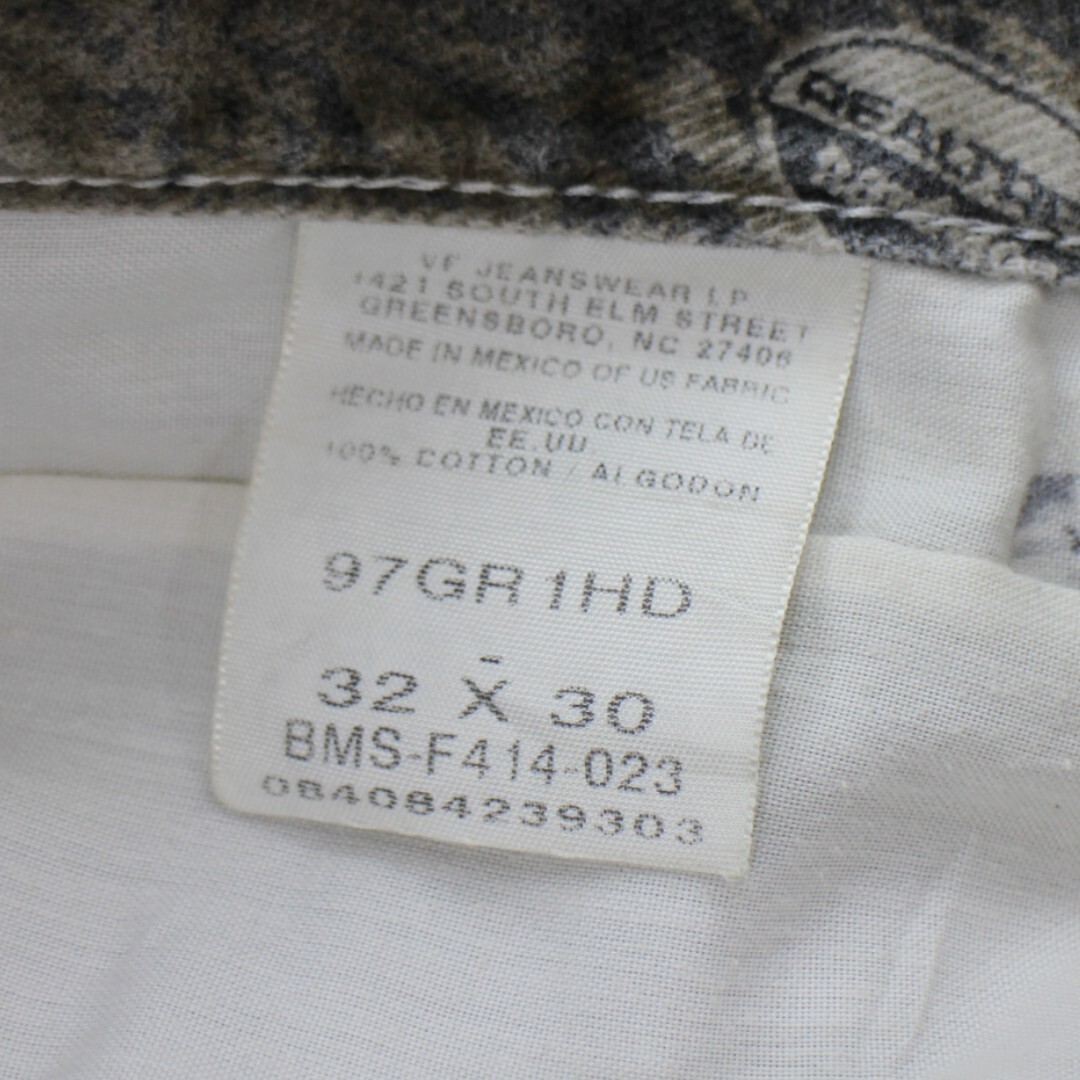 REALTREE
VF JEANSWEAR LP
1421 SOUTH ELM STREET
GREENSBORO, NC 27406
MADE IN MEXICO OF US FABRIC
HECHO EN MEXICO CON TELA DE
EE.UU.
100% COTTON / ALGODON
97GR1HD
32 X 30
BMS-F414-023
084084239303